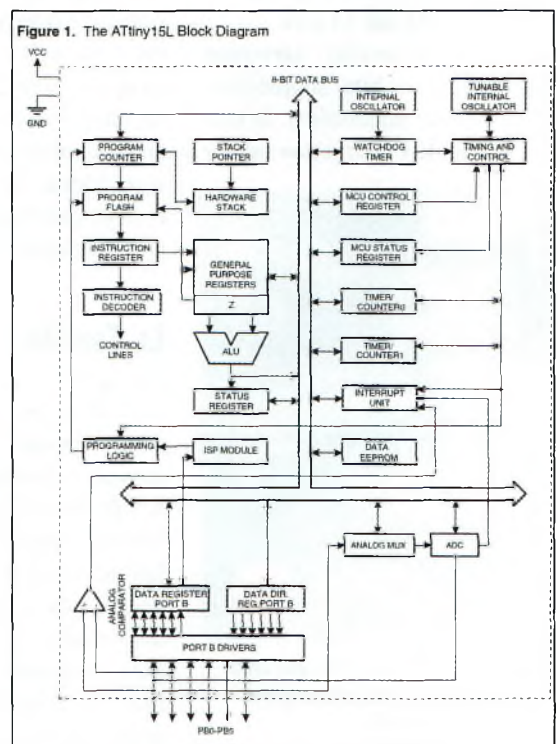 Figure 1. The ATtiny15L Block Diagram
VCC
GND
8-BIT DATA BUS
INTERNAL
OSCILLATOR
TUNABLE
INTERNAL
OSCILLATOR
PROGRAM
COUNTER
STACK
POINTER
WATCHDOG
TIMER
TIMING AND
CONTROL
PROGRAM
FLASH
HARDWARE
STACK
MCU CONTROL
REGISTER
INSTRUCTION
REGISTER
GENERAL
PURPOSE
REGISTERS
Z
MCU STATUS
REGISTER
INSTRUCTION
DECODER
TIMER/
COUNTER0
CONTROL
LINES
ALU
TIMER/
COUNTER1
STATUS
REGISTER
INTERRUPT
UNIT
PROGRAMMING
LOGIC
ISP MODULE
DATA
EEPROM
ANALOG MUX
ADC
ANALOG
COMPARATOR
DATA REGISTER
PORT B
DATA DIR.
REG.PORT B
PORT B DRIVERS
PB0-PB5